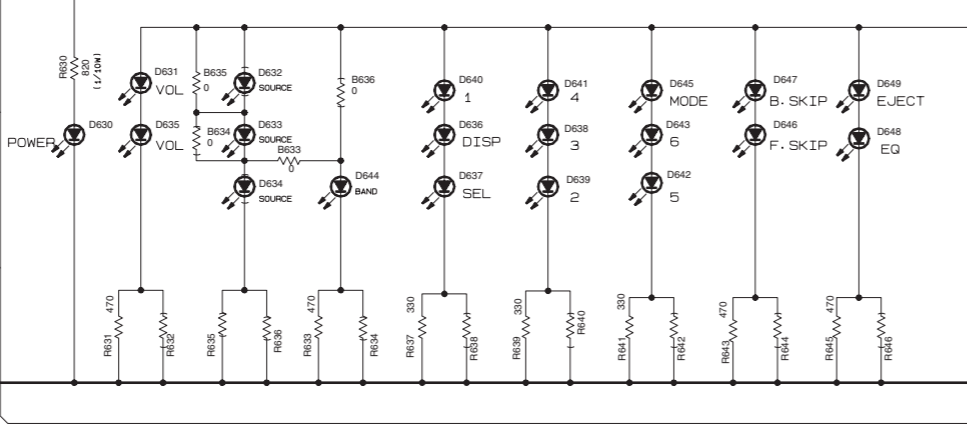 R630
820
(1/10W)
POWER
D630
D631
VOL
D635
VOL
B635
0
B634
0
D632
SOURCE
D633
SOURCE
B633
0
D634
SOURCE
B636
0
D644
BAND
D640
1
D636
DISP
D637
SEL
D641
4
D638
3
D639
2
D645
MODE
D643
6
D642
5
D647
B.SKIP
D646
F.SKIP
D649
EJECT
D648
EQ
470
R631
R632
R635
R636
470
R633
R634
330
R637
R638
330
R639
R640
330
R641
R642
470
R643
R644
470
R645
R646